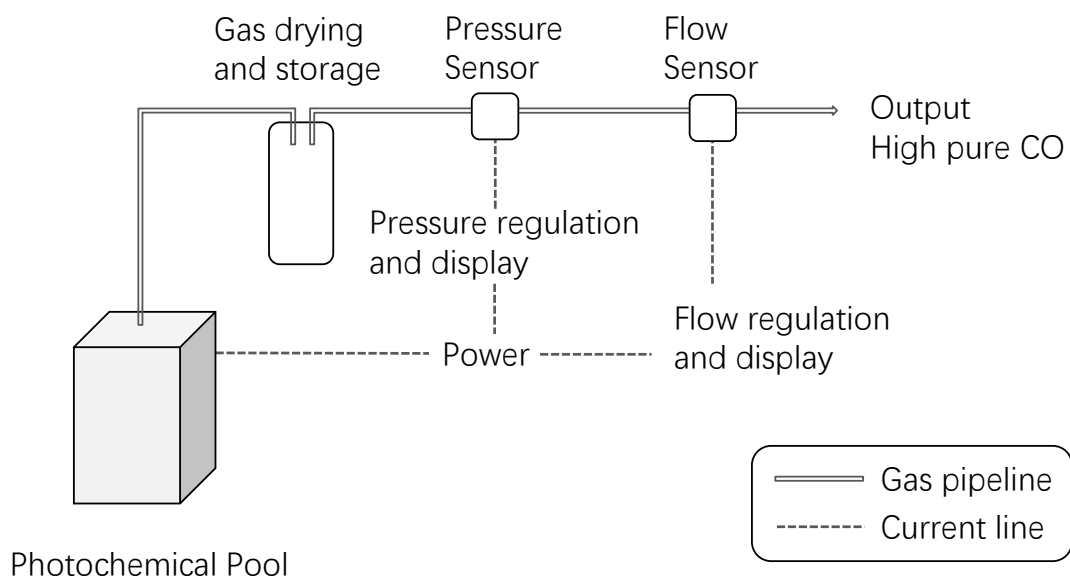 Gas drying
and storage
Pressure
Sensor
Flow
Sensor
Output
High pure CO
Pressure regulation
and display
Flow regulation
and display
Power
Gas pipeline
Current line
Photochemical Pool